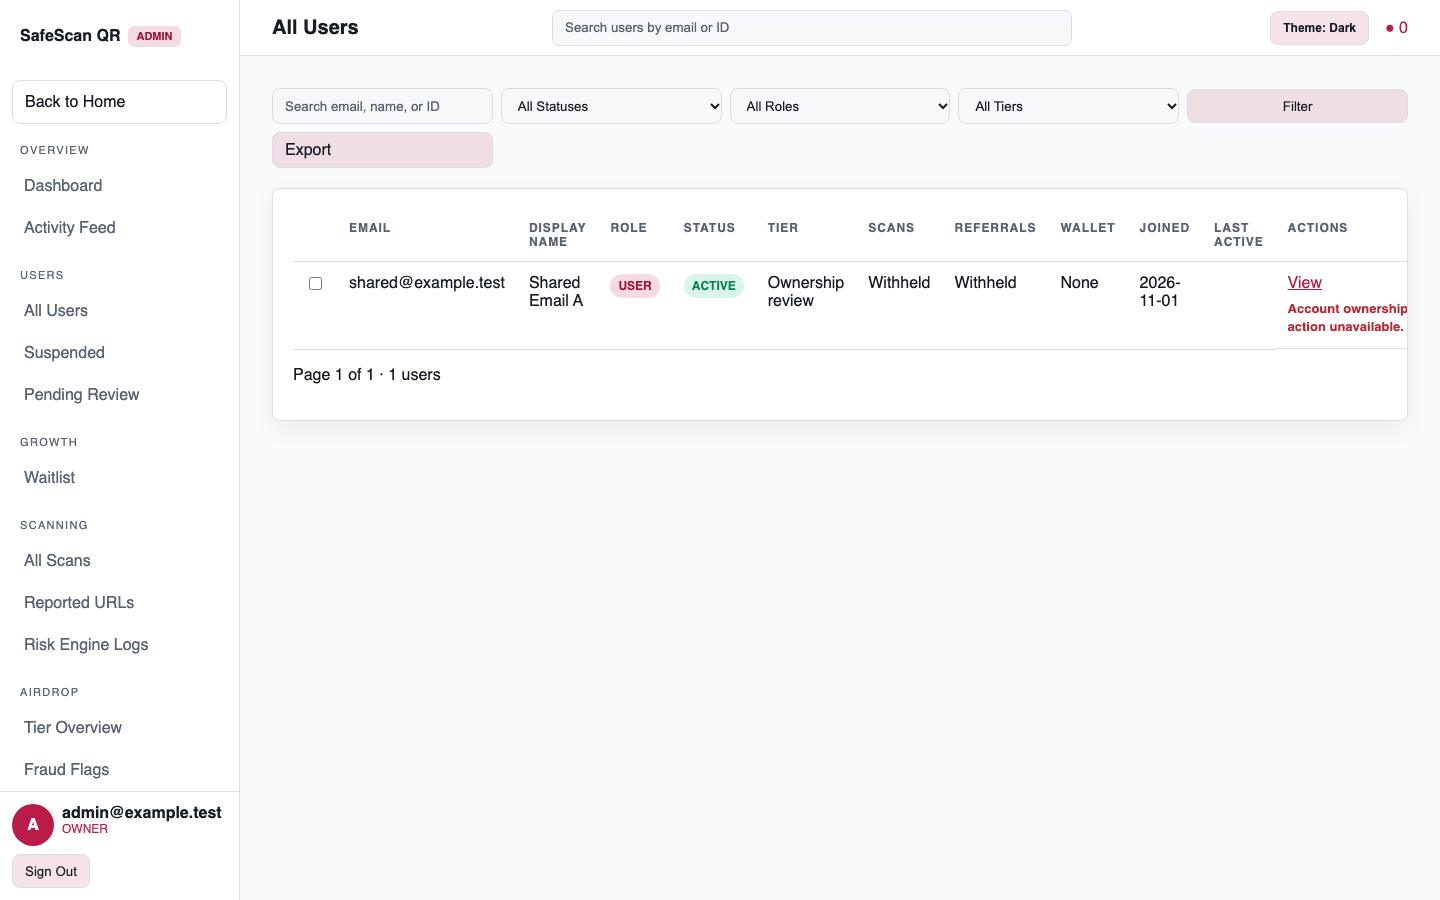 SafeScan QR ADMIN
Back to Home
OVERVIEW
Dashboard
Activity Feed
USERS
All Users
Suspended
Pending Review
GROWTH
Waitlist
SCANNING
All Scans
Reported URLs
Risk Engine Logs
AIRDROP
Tier Overview
Fraud Flags
A
admin@example.test
OWNER
Sign Out
All Users
Search users by email or ID
Theme: Dark
● 0
Search email, name, or ID
All Statuses
All Roles
All Tiers
Filter
Export
EMAIL
DISPLAY NAME
ROLE
STATUS
TIER
SCANS
REFERRALS
WALLET
JOINED
LAST ACTIVE
ACTIONS
shared@example.test
Shared
Email A
USER
ACTIVE
Ownership
review
Withheld
Withheld
None
2026-
11-01
View
Account ownership
action unavailable.
Page 1 of 1 · 1 users